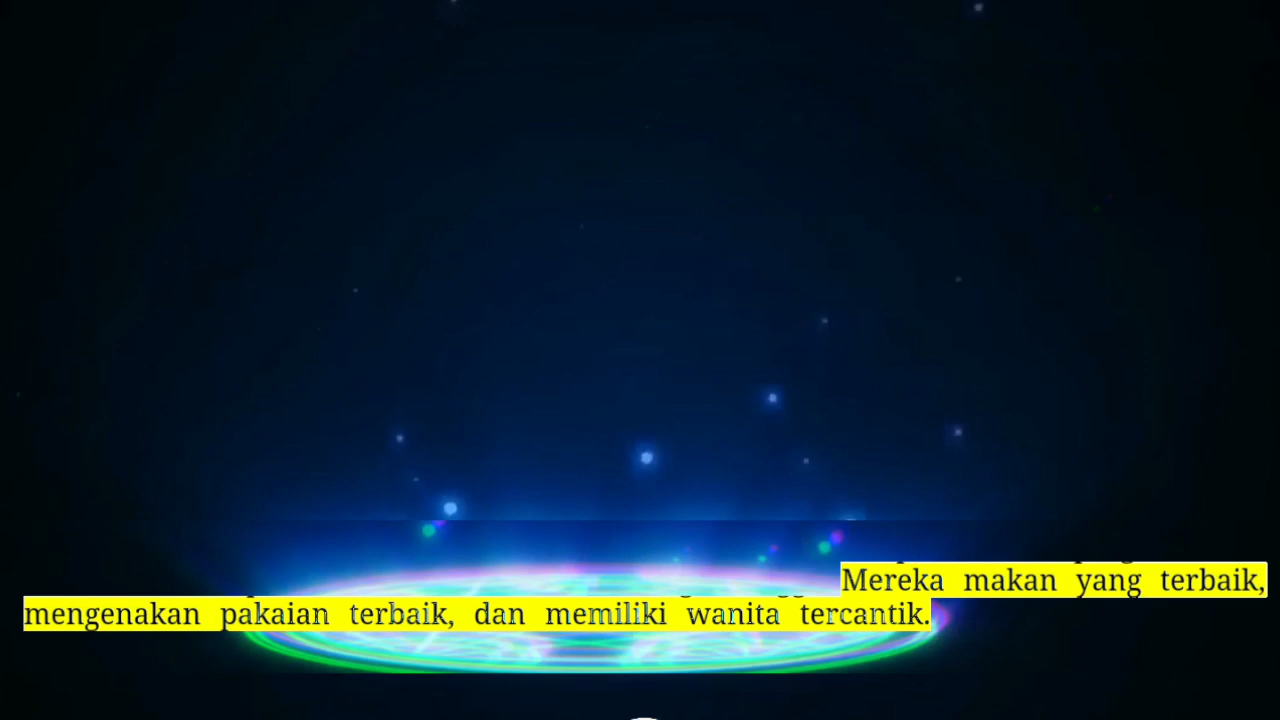 Mereka makan yang terbaik,
mengenakan pakaian terbaik, dan memiliki wanita tercantik.